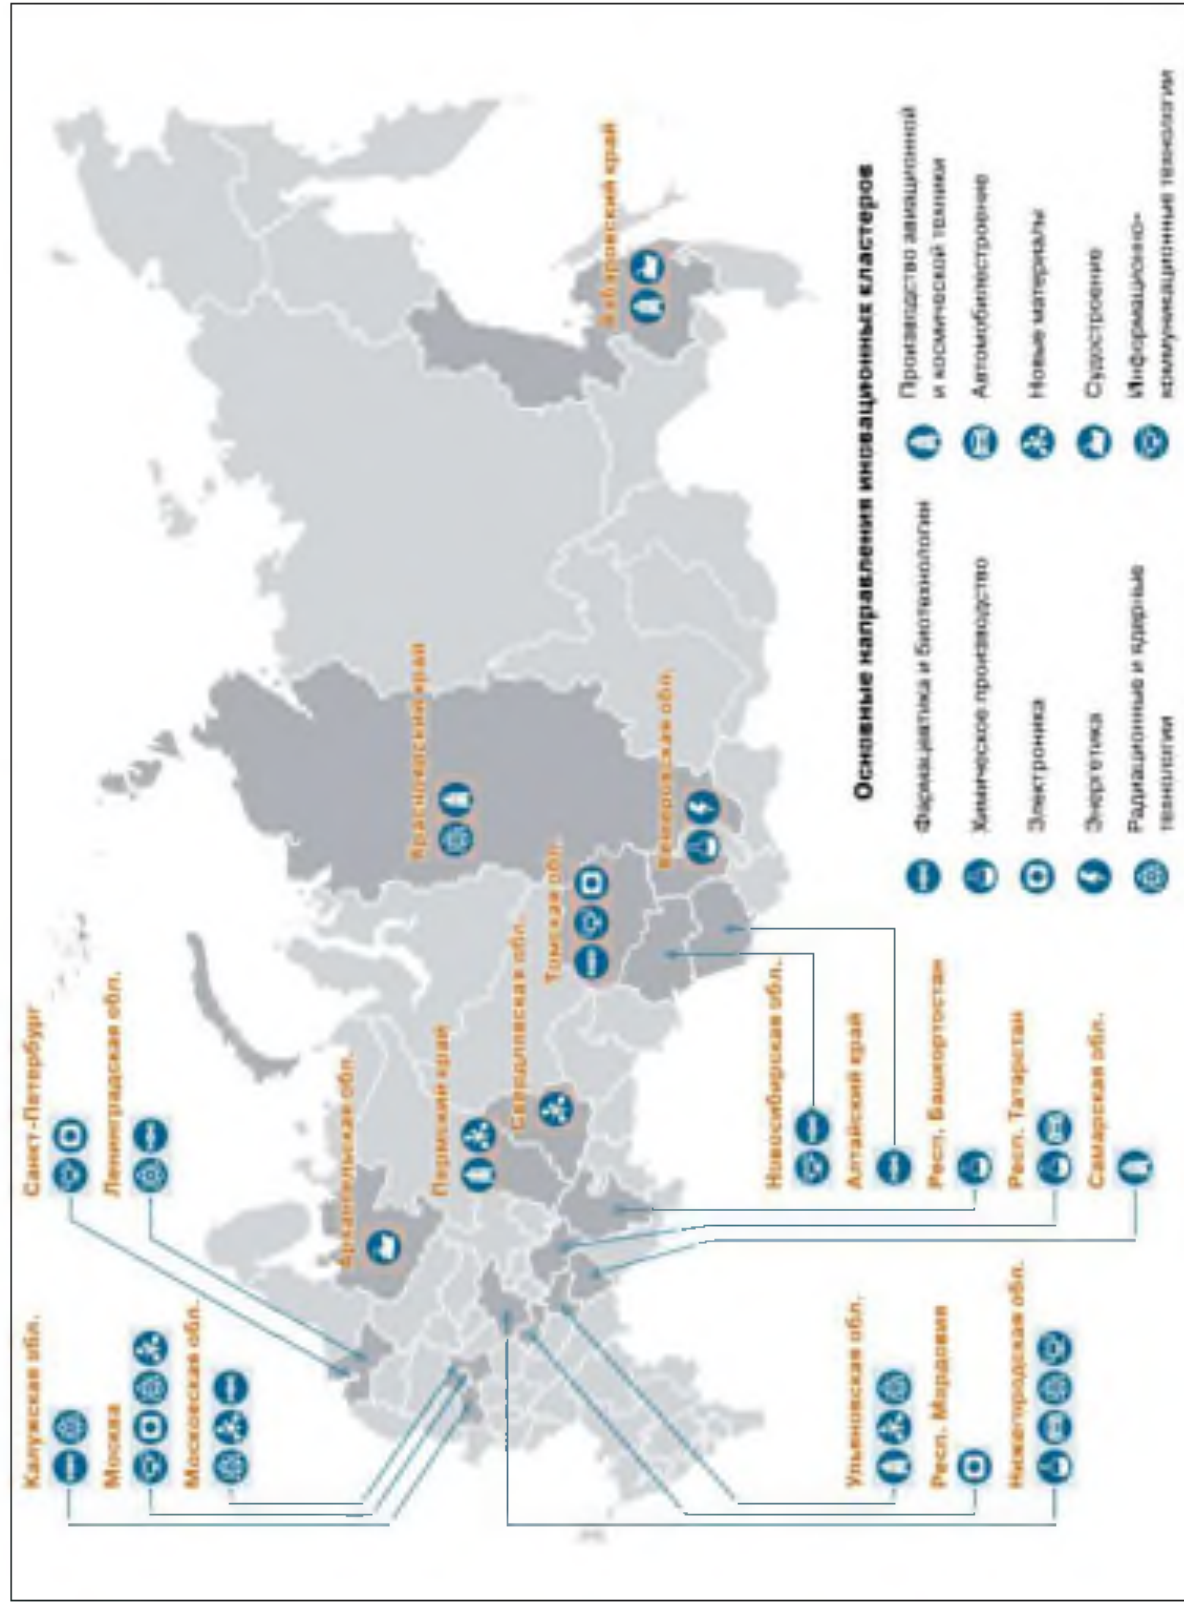 Калужская обл.
Москва
Московская обл.
Санкт-Петербург
Ленинградская обл.
Архангельская обл.
Пермский край
Свердловская обл.
Томская обл.
Красноярский край
Кемеровская обл.
Хабаровский край
Ульяновская обл.
Респ. Мордовия
Нижегородская обл.
Новосибирская обл.
Алтайский край
Респ. Башкортостан
Респ. Татарстан
Самарская обл.
Основные направления инновационных кластеров
Фармацевтика и биотехнологии
Химическое производство
Электроника
Энергетика
Радиационные и ядерные
технологии
Производство авиационной
и космической техники
Автомобилестроение
Новые материалы
Судостроение
Информационно-
коммуникационные технологии